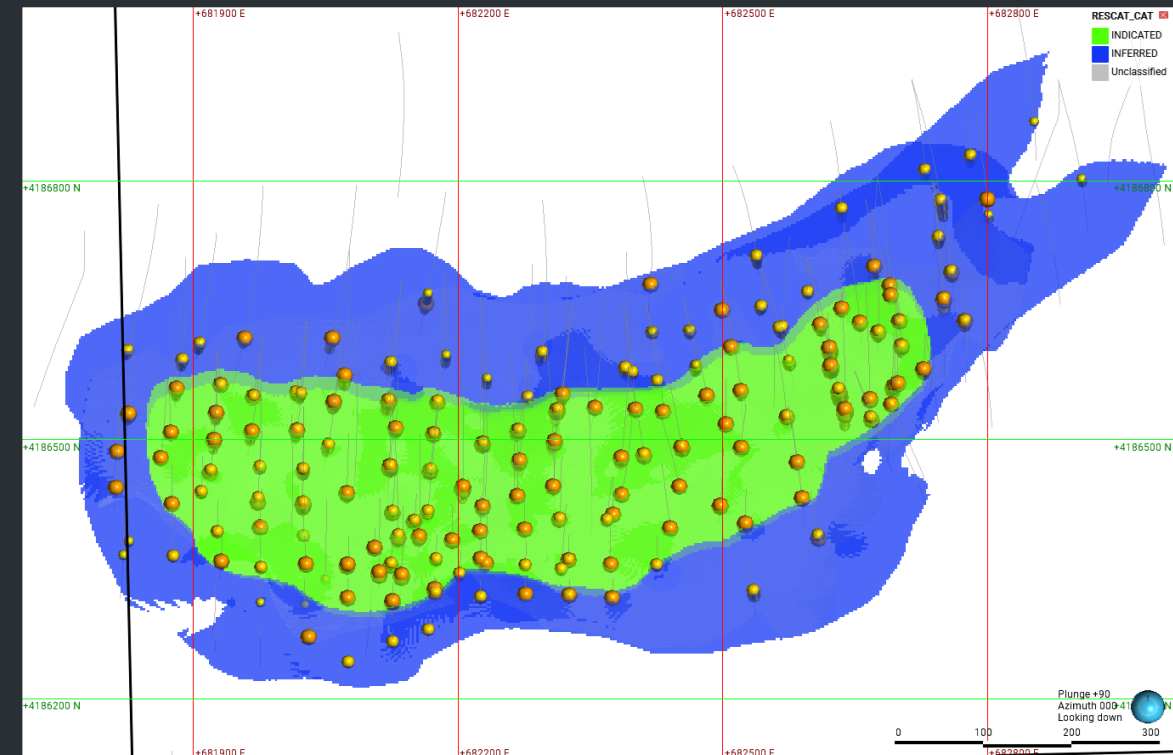 +681900 E
+682200 E
+682500 E
+682800 E
RESCAT_CAT
INDICATED
INFERRED
Unclassified
+4186800 N
+4186800 N
+4186500 N
+4186500 N
Plunge +90
Azimuth 000
Looking down
+4186200 N
0 100 200 300
+681900 E
+682200 E
+682500 E
+682800 E